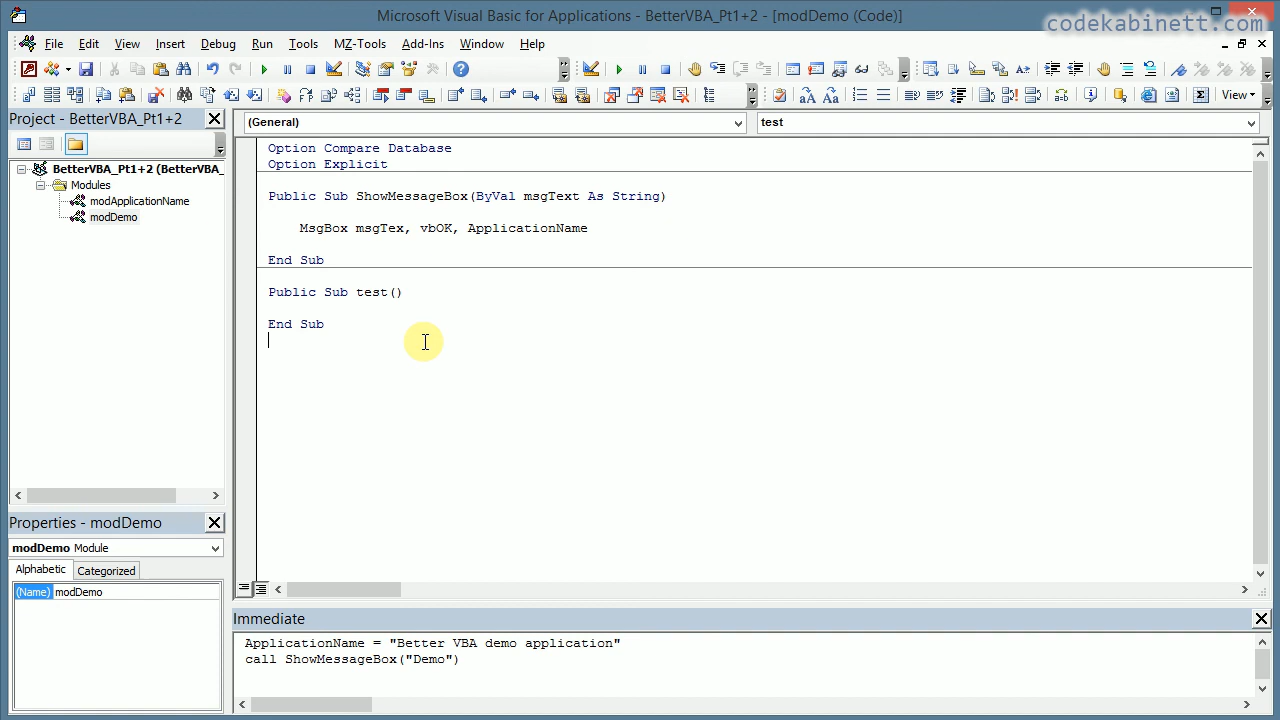 Microsoft Visual Basic for Applications - BetterVBA_Pt1+2 - [modDemo (Code)]
codekabinett.com
File Edit View Insert Format Debug Run Tools MZ-Tools Add-Ins Window Help
View
Project - BetterVBA_Pt1+2
(General)
test
BetterVBA_Pt1+2 (BetterVBA_
Modules
modApplicationName
modDemo
Option Compare Database
Option Explicit
Public Sub ShowMessageBox(ByVal msgText As String)
MsgBox msgTex, vbOK, ApplicationName
End Sub
Public Sub test()
End Sub
Properties - modDemo
modDemo Module
Alphabetic Categorized
(Name) modDemo
Immediate
ApplicationName = "Better VBA demo application"
call ShowMessageBox("Demo")